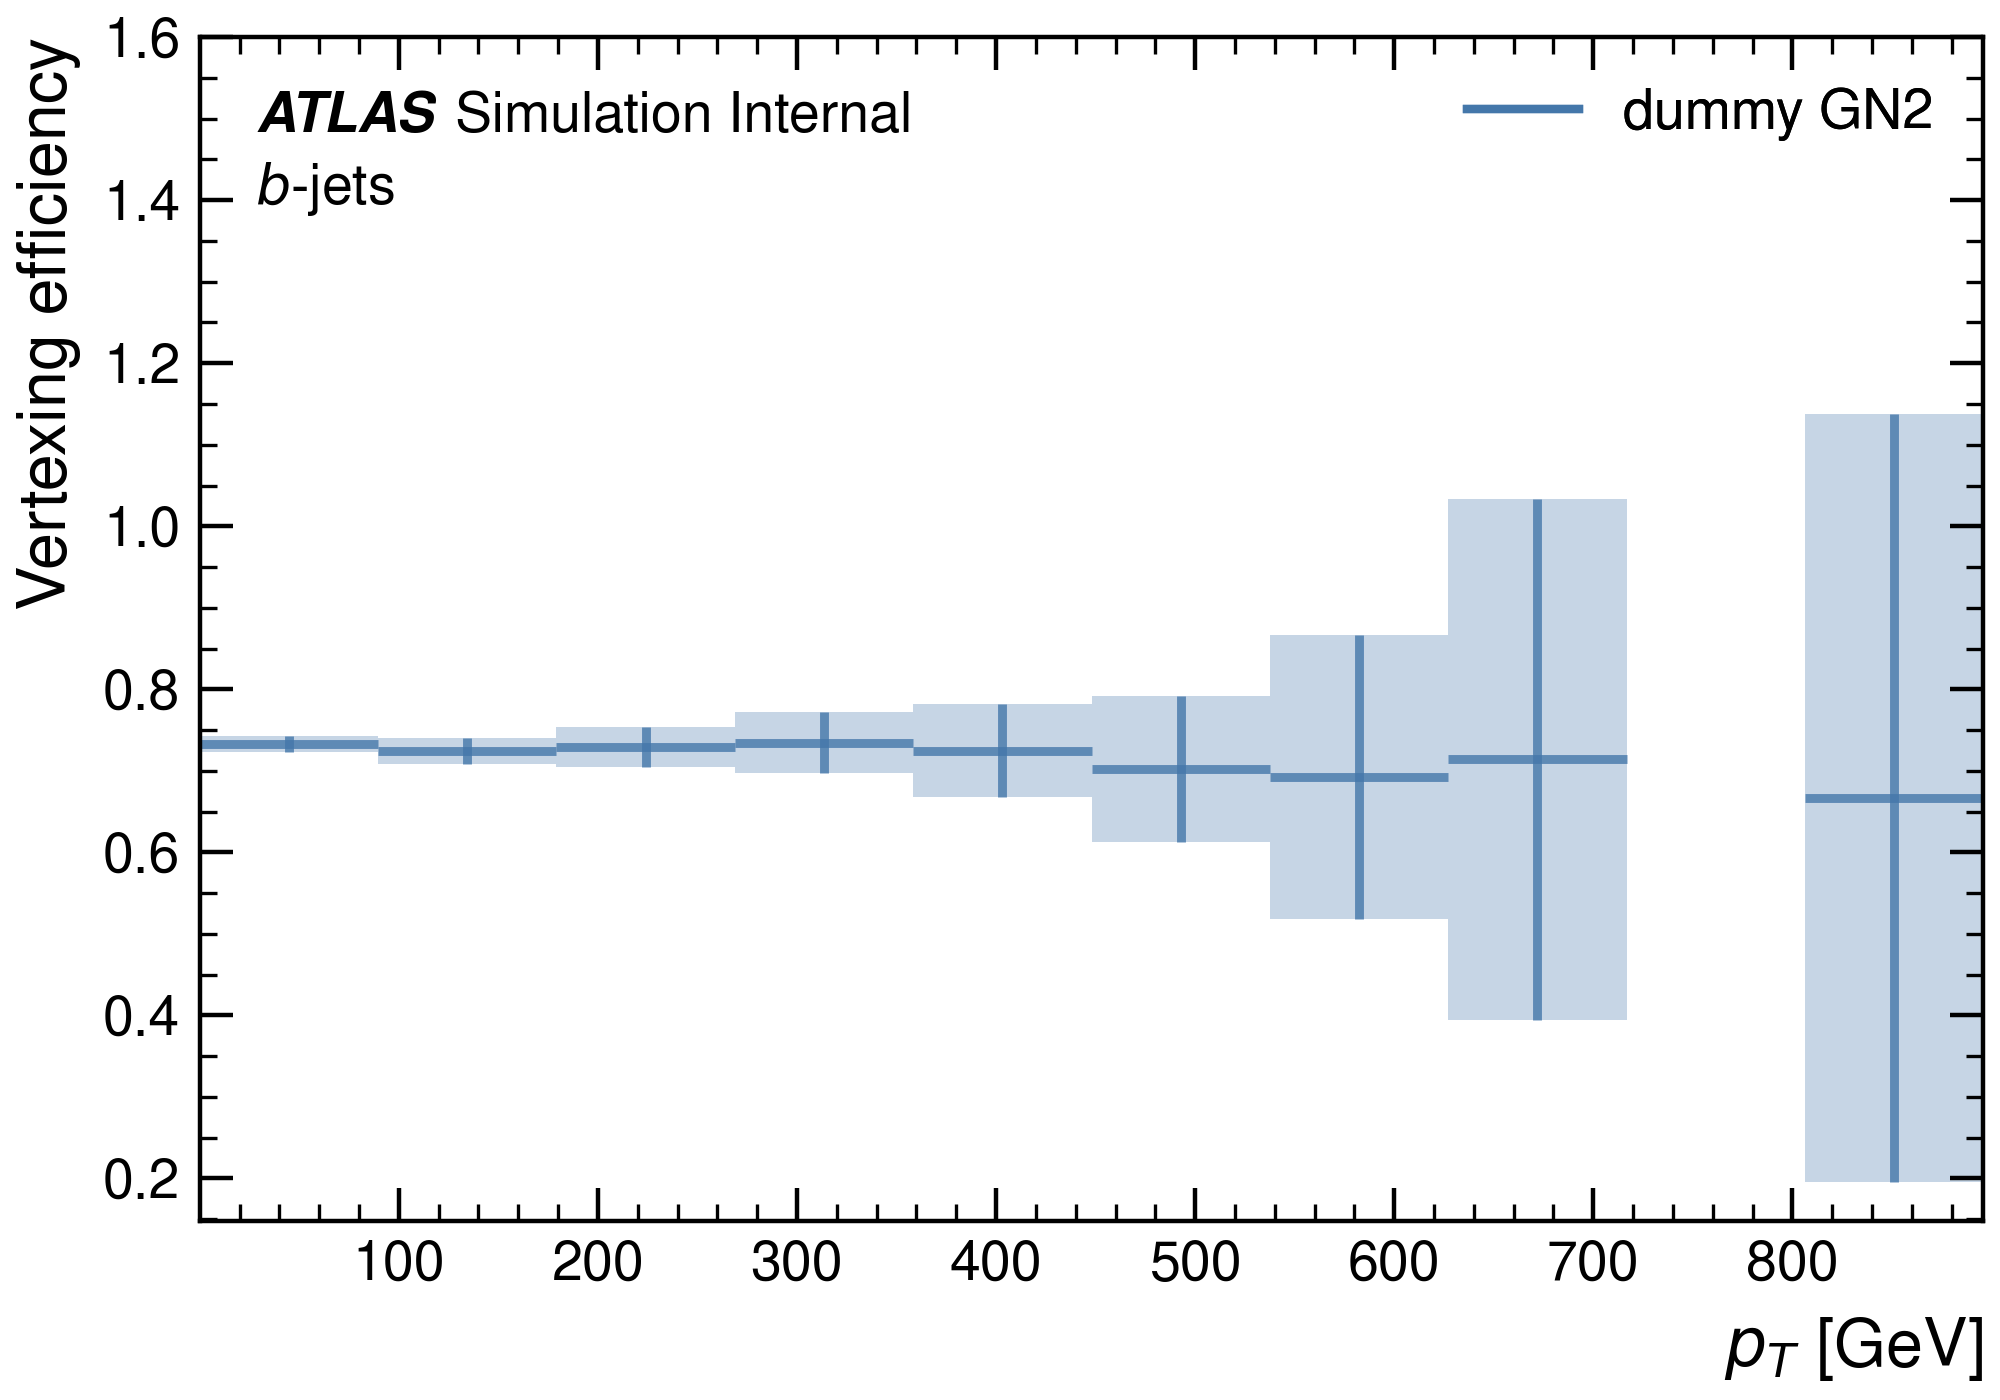 ATLAS Simulation Internal
b-jets
dummy GN2
Vertexing efficiency
1.6
1.4
1.2
1.0
0.8
0.6
0.4
0.2
100 200 300 400 500 600 700 800
pT [GeV]